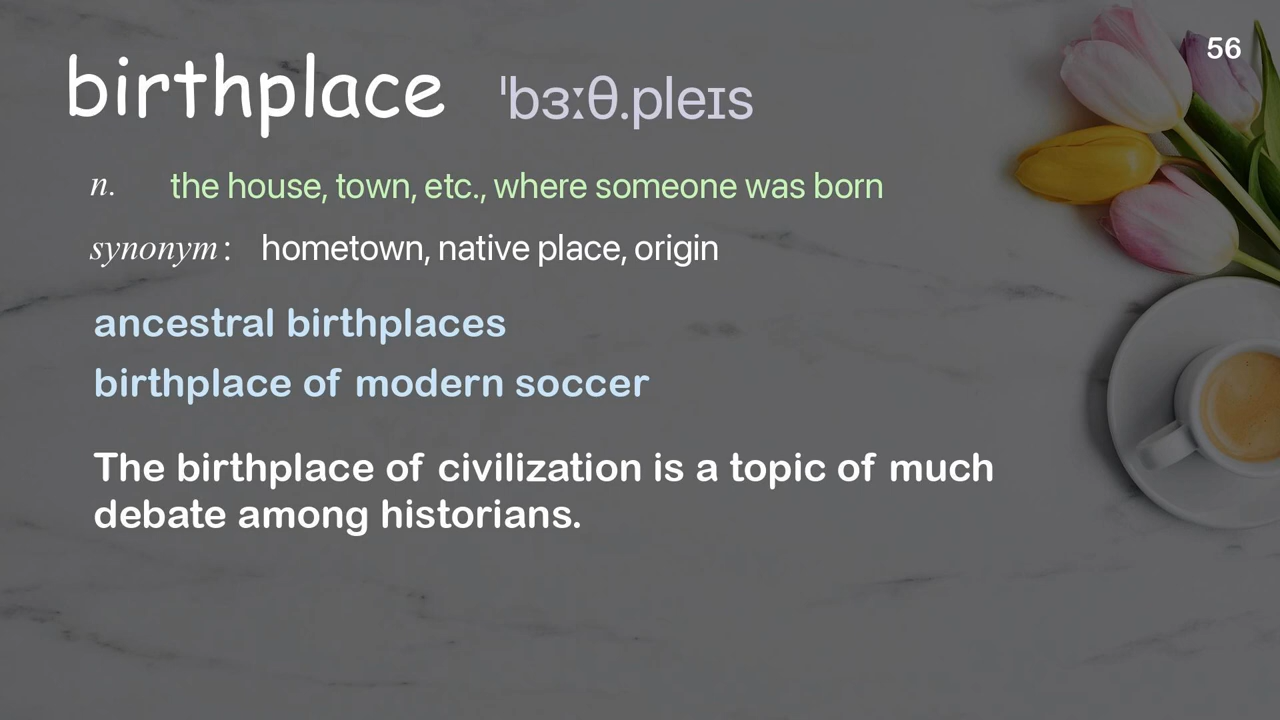 56
birthplace ˈbɜːθ.pleɪs
n. the house, town, etc., where someone was born
synonym: hometown, native place, origin
ancestral birthplaces
birthplace of modern soccer
The birthplace of civilization is a topic of much
debate among historians.